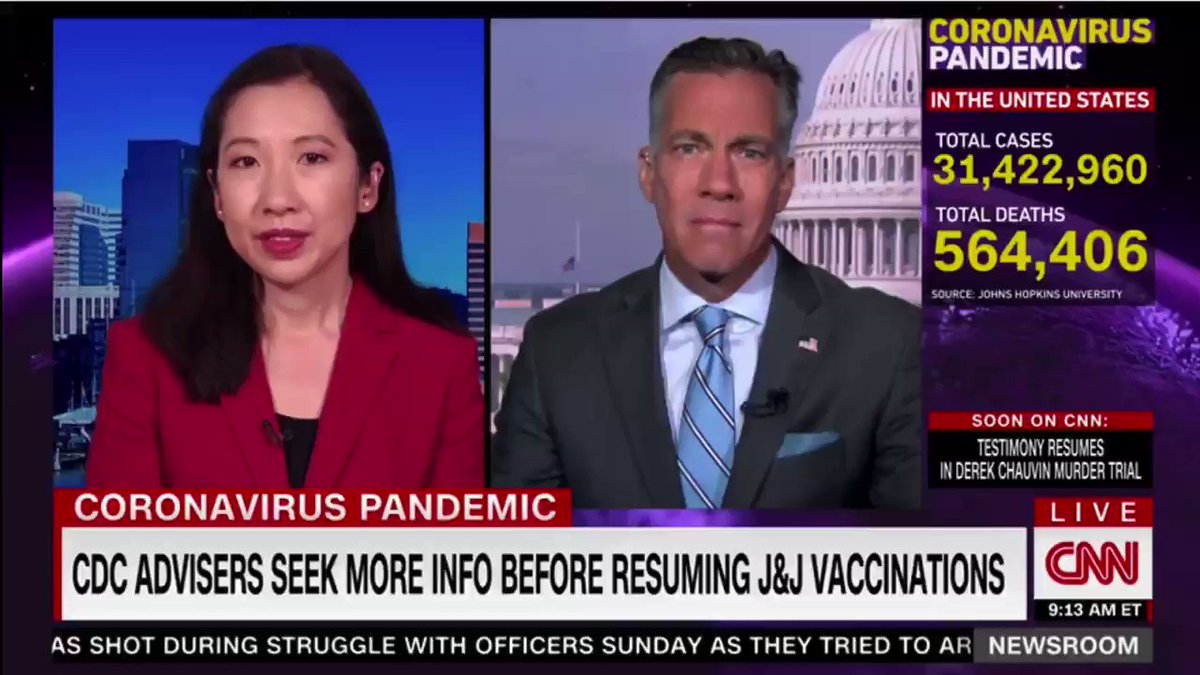 CORONAVIRUS
PANDEMIC
IN THE UNITED STATES
TOTAL CASES
31,422,960
TOTAL DEATHS
564,406
SOURCE: JOHNS HOPKINS UNIVERSITY
SOON ON CNN:
TESTIMONY RESUMES
IN DEREK CHAUVIN MURDER TRIAL
CORONAVIRUS PANDEMIC
CDC ADVISERS SEEK MORE INFO BEFORE RESUMING J&J VACCINATIONS
LIVE
CNN
9:13 AM ET
AS SHOT DURING STRUGGLE WITH OFFICERS SUNDAY AS THEY TRIED TO AR
NEWSROOM